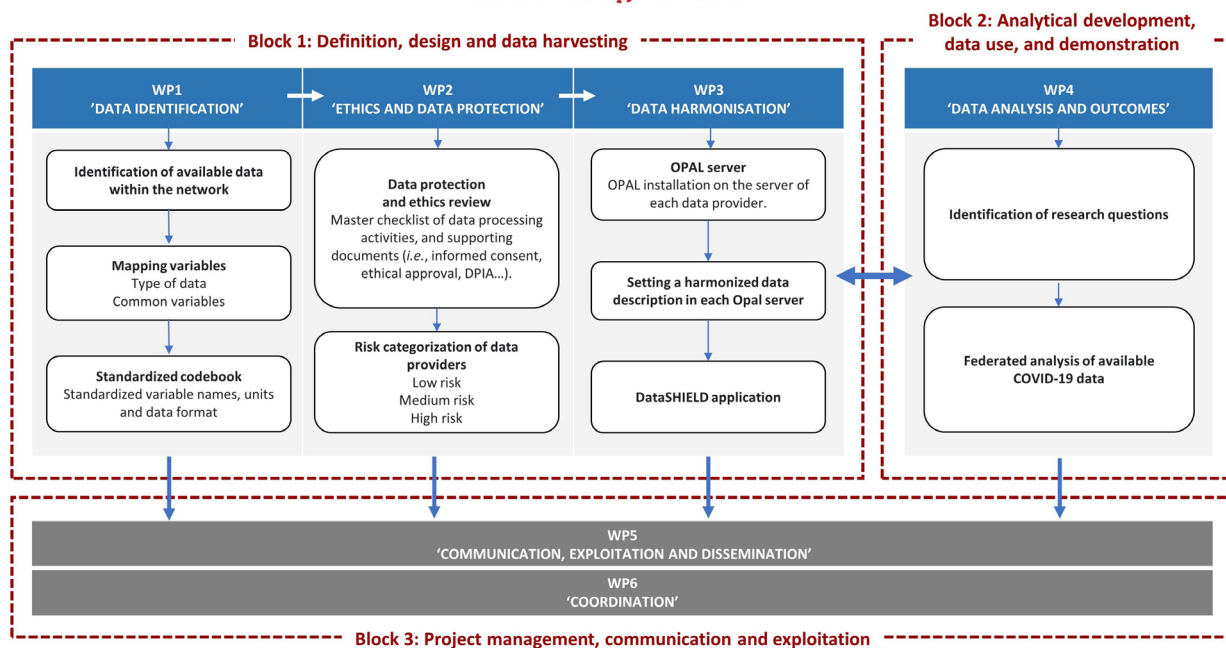 Block 1: Definition, design and data harvesting
Block 2: Analytical development,
data use, and demonstration
WP1
'DATA IDENTIFICATION'
Identification of available data
within the network
Mapping variables
Type of data
Common variables
Standardized codebook
Standardized variable names, units
and data format
WP2
'ETHICS AND DATA PROTECTION'
Data protection
and ethics review
Master checklist of data processing
activities, and supporting
documents (i.e., informed consent,
ethical approval, DPIA...).
Risk categorization of data
providers
Low risk
Medium risk
High risk
WP3
'DATA HARMONISATION'
OPAL server
OPAL installation on the server of
each data provider.
Setting a harmonized data
description in each Opal server
DataSHIELD application
WP4
'DATA ANALYSIS AND OUTCOMES'
Identification of research questions
Federated analysis of available
COVID-19 data
WP5
'COMMUNICATION, EXPLOITATION AND DISSEMINATION'
WP6
'COORDINATION'
Block 3: Project management, communication and exploitation